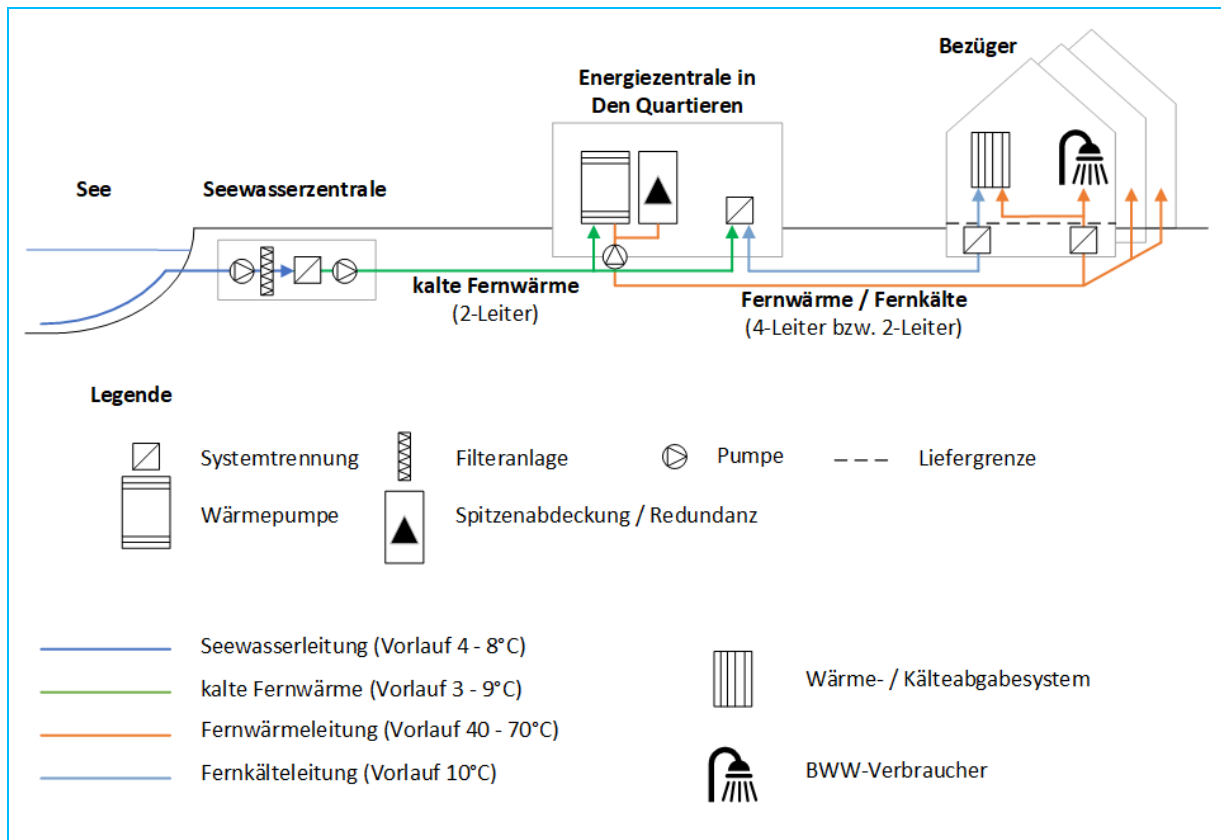 Bezüger
Energiezentrale in
Den Quartieren
See
Seewasserzentrale
kalte Fernwärme
(2-Leiter)
Fernwärme / Fernkälte
(4-Leiter bzw. 2-Leiter)
Legende
Systemtrennung
Filteranlage
Pumpe
Liefergrenze
Wärmepumpe
Spitzenabdeckung / Redundanz
Seewasserleitung (Vorlauf 4 - 8°C)
kalte Fernwärme (Vorlauf 3 - 9°C)
Fernwärmeleitung (Vorlauf 40 - 70°C)
Fernkälteleitung (Vorlauf 10°C)
Wärme- / Kälteabgabesystem
BWW-Verbraucher